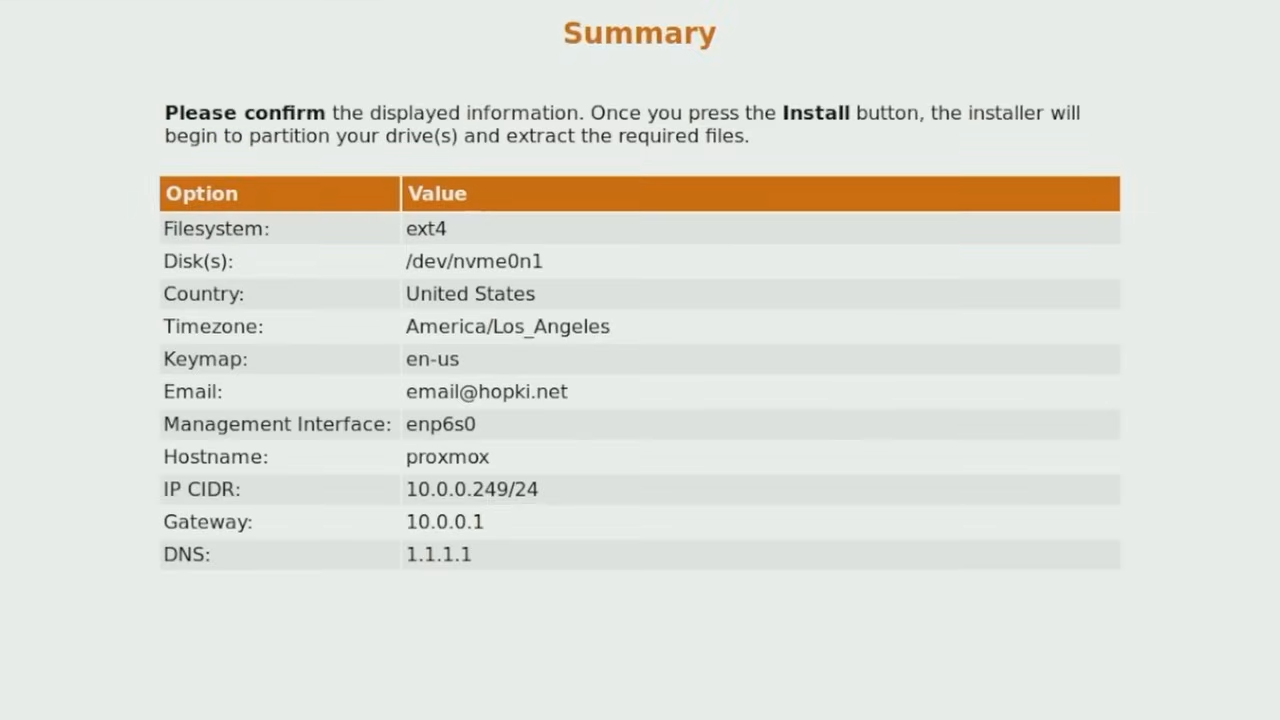 Summary
Please confirm the displayed information. Once you press the Install button, the installer will
begin to partition your drive(s) and extract the required files.
Option Value
Filesystem: ext4
Disk(s): /dev/nvme0n1
Country: United States
Timezone: America/Los_Angeles
Keymap: en-us
Email: email@hopki.net
Management Interface: enp6s0
Hostname: proxmox
IP CIDR: 10.0.0.249/24
Gateway: 10.0.0.1
DNS: 1.1.1.1